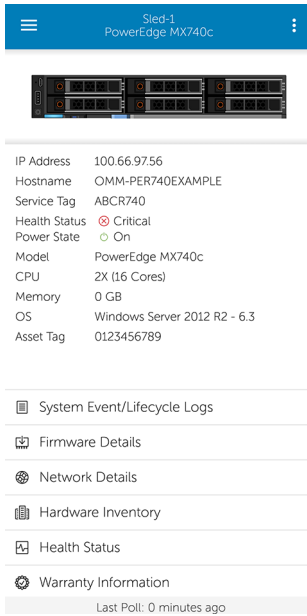 Sled-1
PowerEdge MX740c
IP Address 100.66.97.56
Hostname OMM-PER740EXAMPLE
Service Tag ABCR740
Health Status Critical
Power State On
Model PowerEdge MX740c
CPU 2X (16 Cores)
Memory 0 GB
OS Windows Server 2012 R2 - 6.3
Asset Tag 0123456789
System Event/Lifecycle Logs
Firmware Details
Network Details
Hardware Inventory
Health Status
Warranty Information
Last Poll: 0 minutes ago